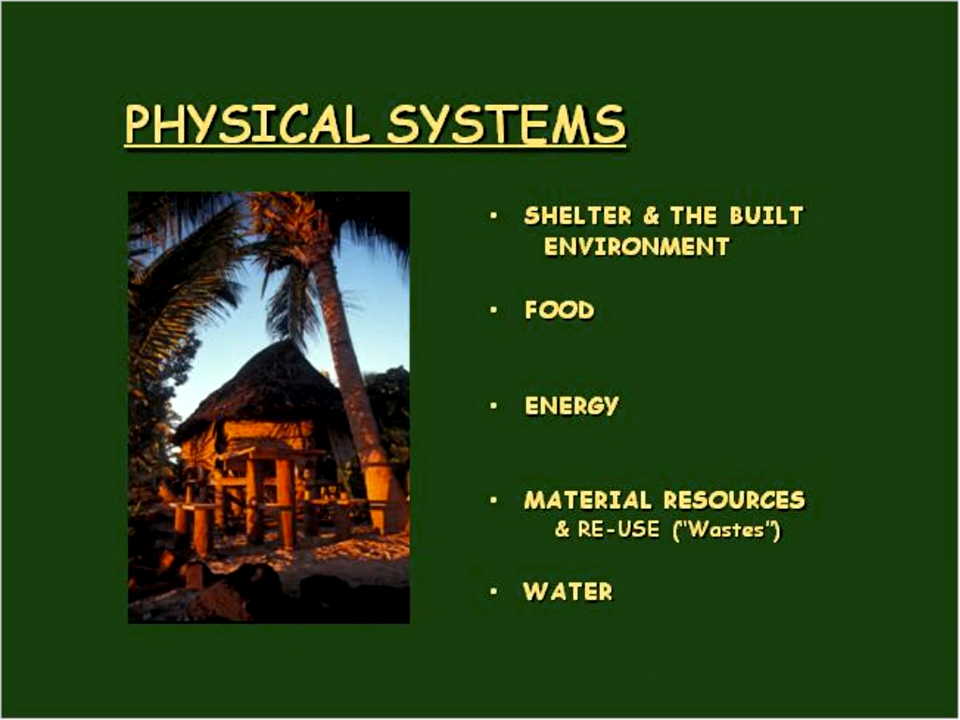 PHYSICAL SYSTEMS
• SHELTER & THE BUILT
ENVIRONMENT
• FOOD
• ENERGY
• MATERIAL RESOURCES
& RE-USE ("Wastes")
• WATER